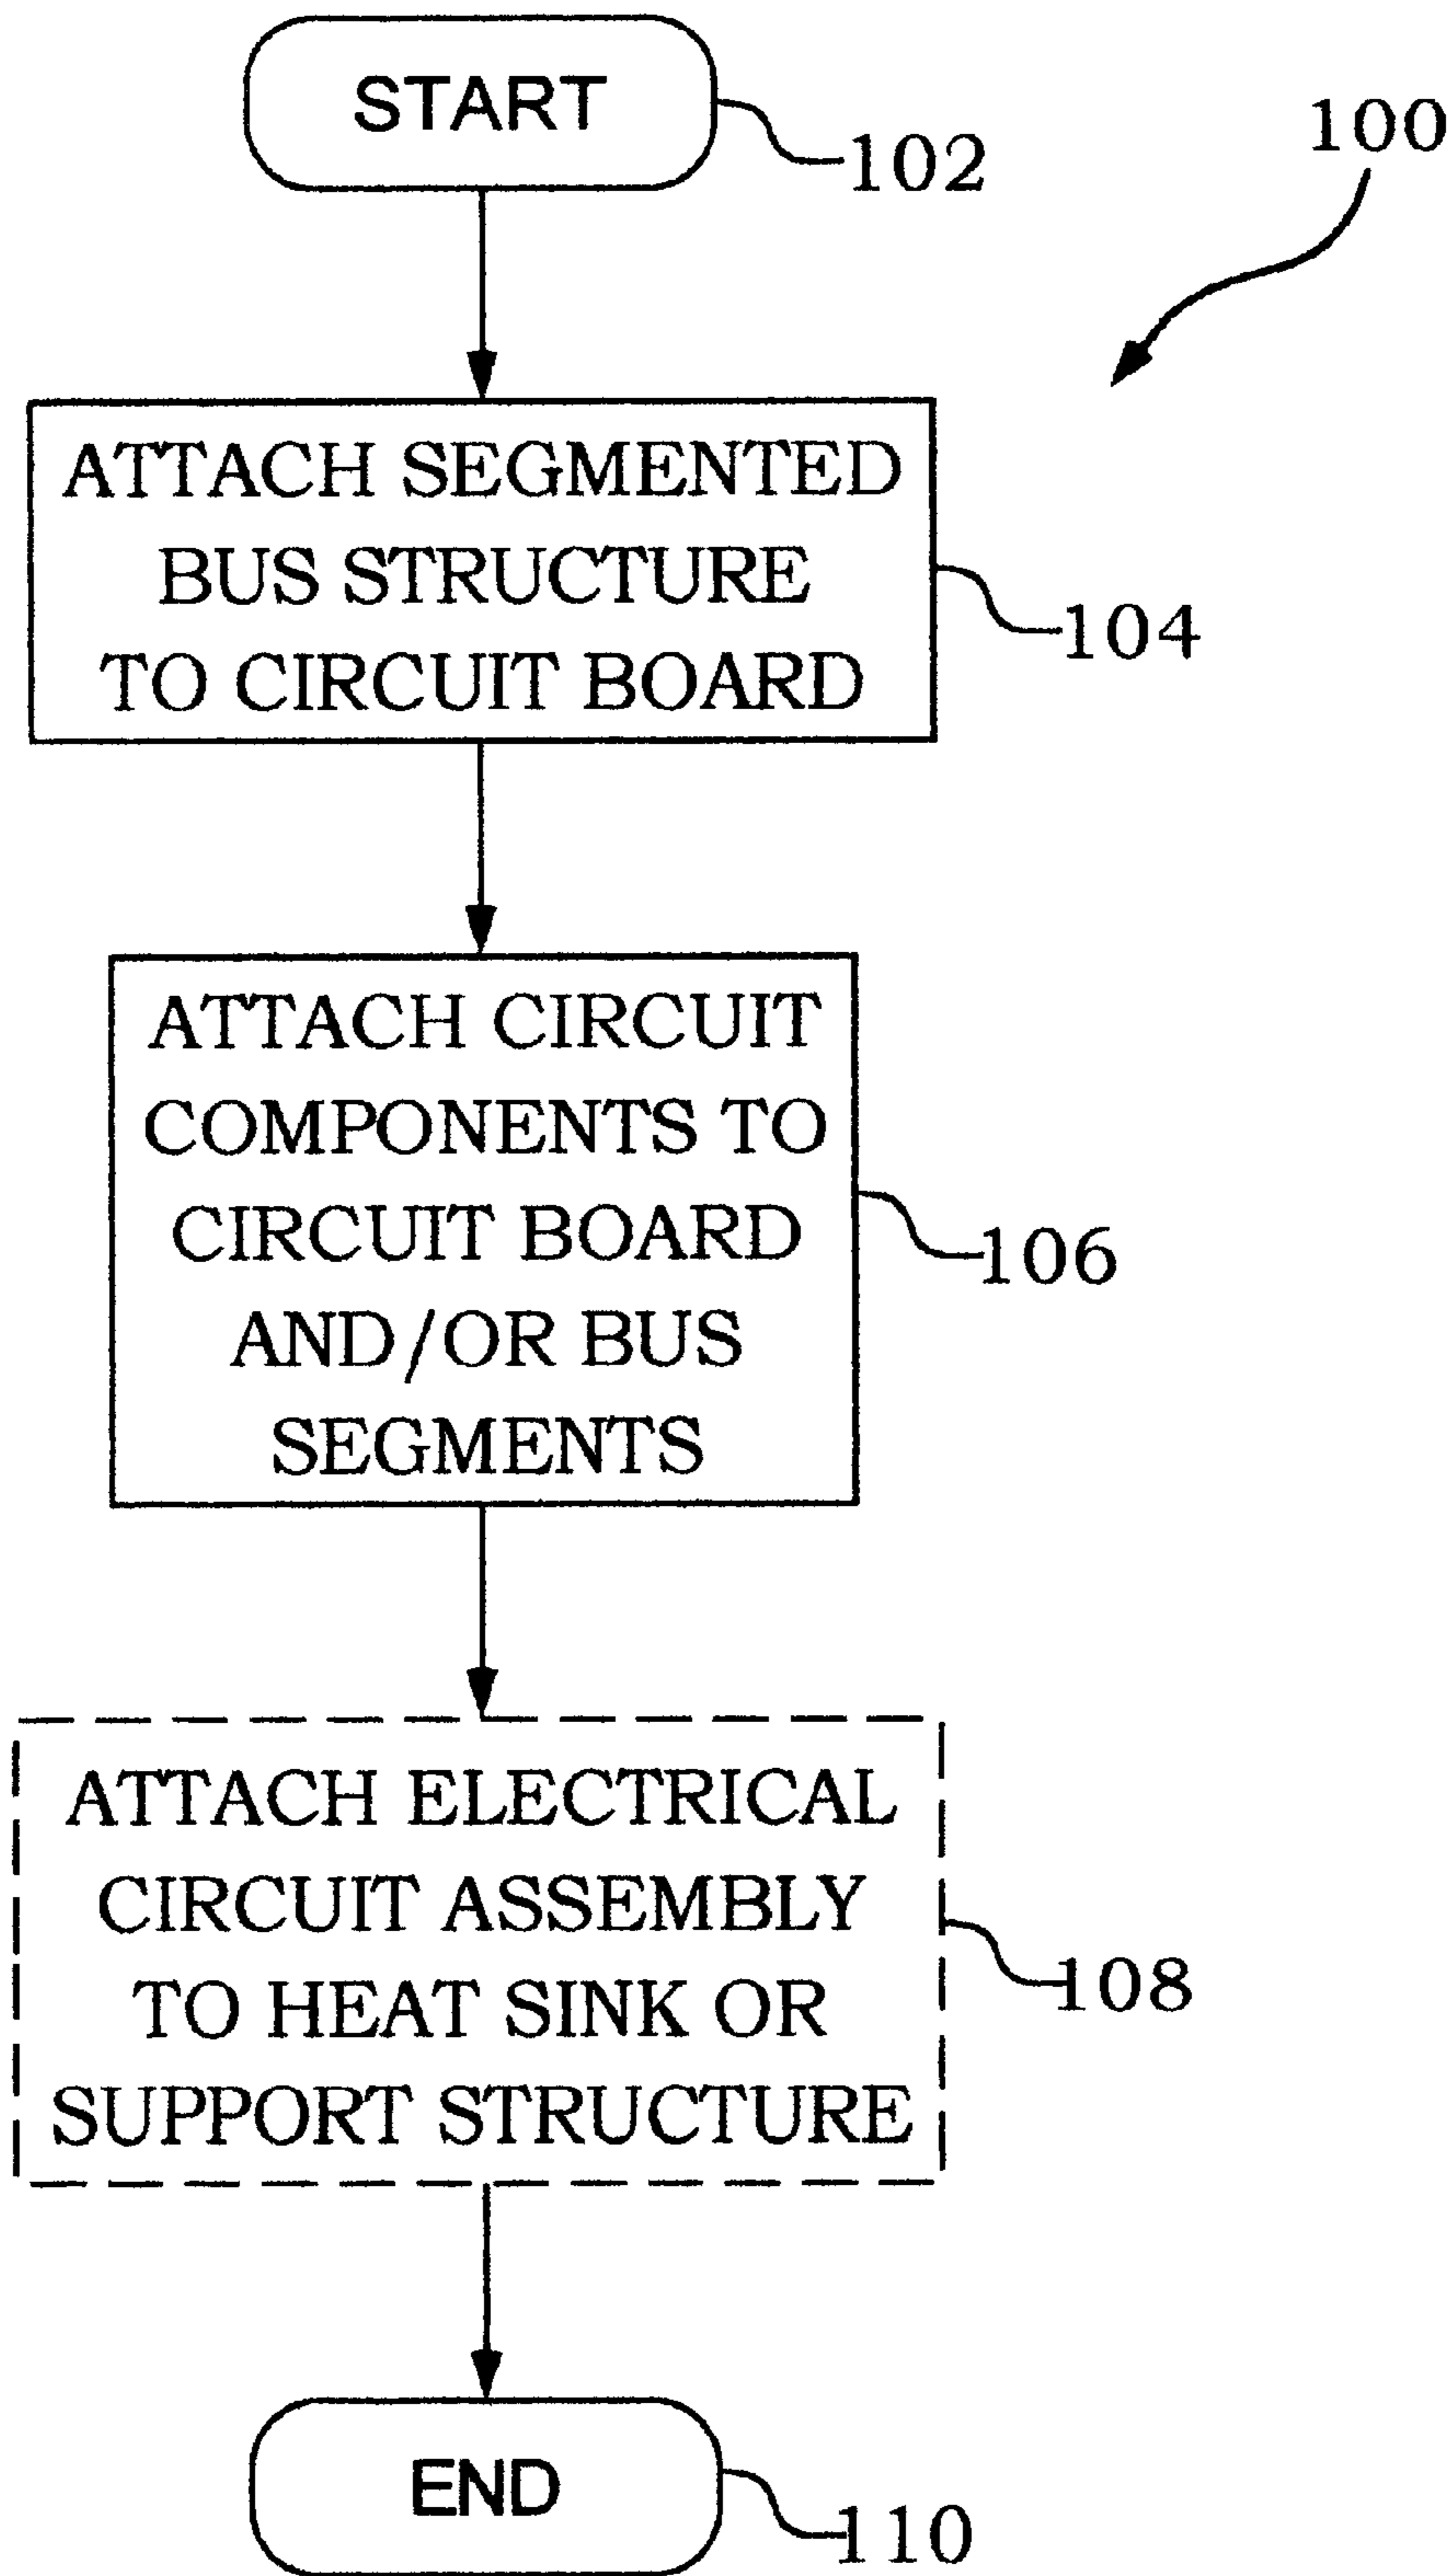 START
102
100
ATTACH SEGMENTED
BUS STRUCTURE
TO CIRCUIT BOARD
104
ATTACH CIRCUIT
COMPONENTS TO
CIRCUIT BOARD
AND/OR BUS
SEGMENTS
106
ATTACH ELECTRICAL
CIRCUIT ASSEMBLY
TO HEAT SINK OR
SUPPORT STRUCTURE
108
END
110